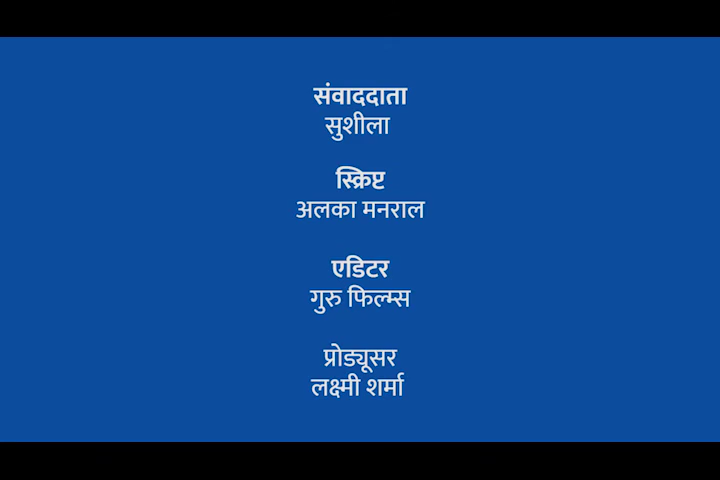 संवाददाता
सुशीला
स्क्रिप्ट
अलका मनराल
एडिटर
गुरु फिल्म्स
प्रोड्यूसर
लक्ष्मी शर्मा